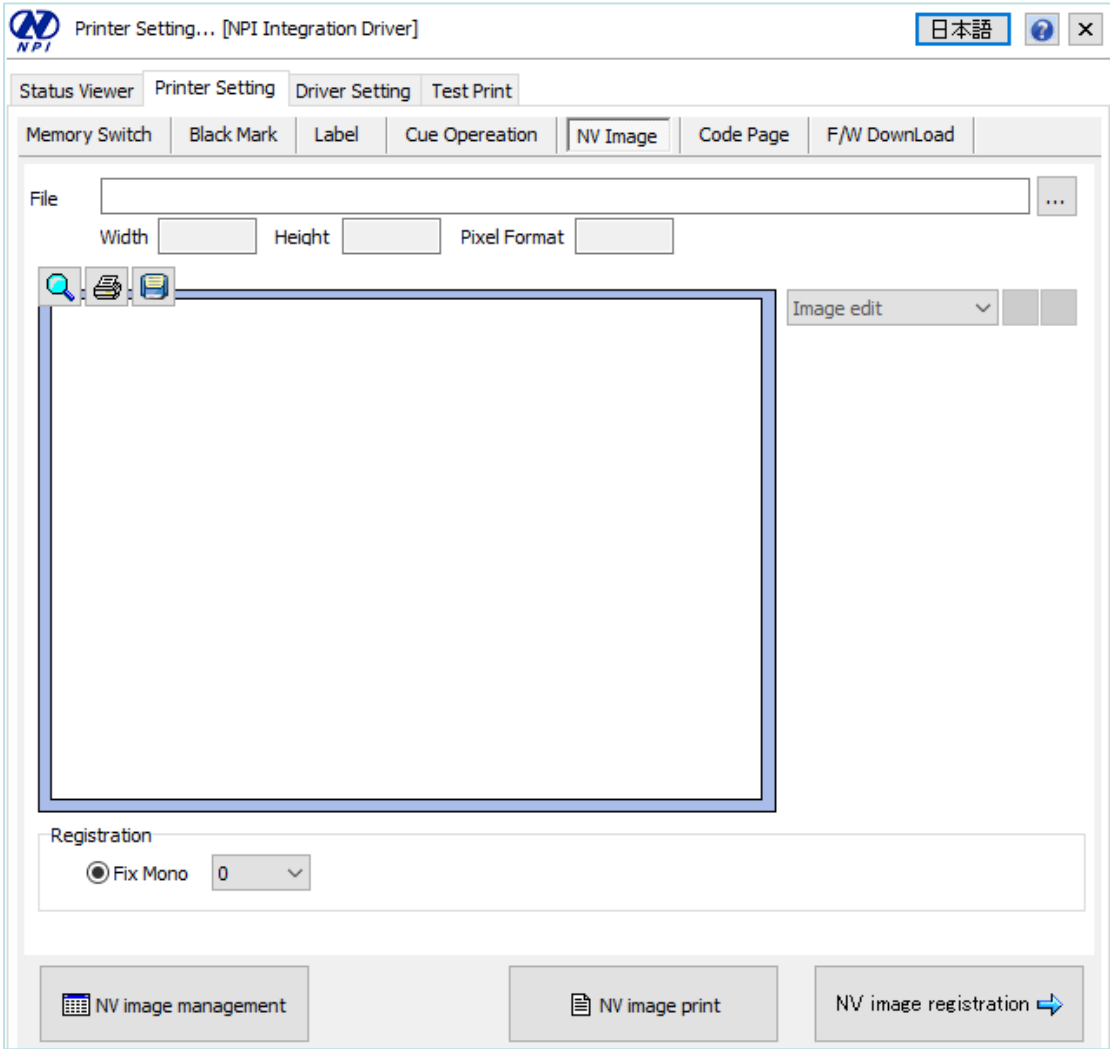 NPI Printer Setting... [NPI Integration Driver] 日本語 ? ×
Status Viewer Printer Setting Driver Setting Test Print
Memory Switch Black Mark Label Cue Opereation NV Image Code Page F/W DownLoad
File ...
Width Height Pixel Format
Image edit
Registration
Fix Mono 0
NV image management NV image print NV image registration